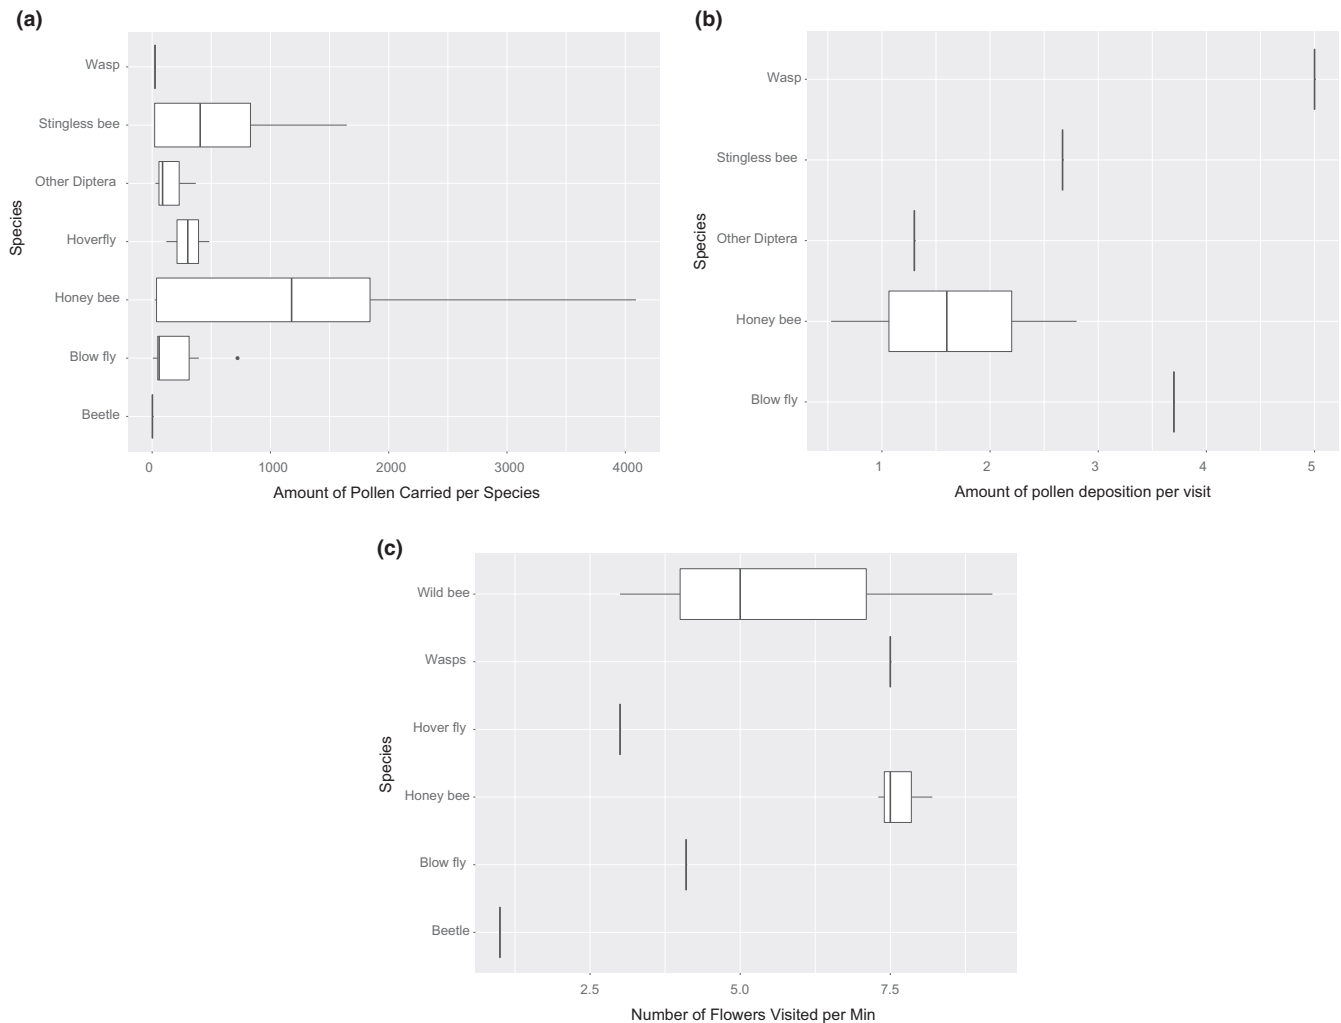 (a)
Wasp
Stingless bee
Other Diptera
Hoverfly
Honey bee
Blow fly
Beetle
Species
0 1000 2000 3000 4000
Amount of Pollen Carried per Species
(b)
Wasp
Stingless bee
Other Diptera
Honey bee
Blow fly
Species
1 2 3 4 5
Amount of pollen deposition per visit
(c)
Wild bee
Wasps
Hover fly
Honey bee
Blow fly
Beetle
Species
2.5 5.0 7.5
Number of Flowers Visited per Min